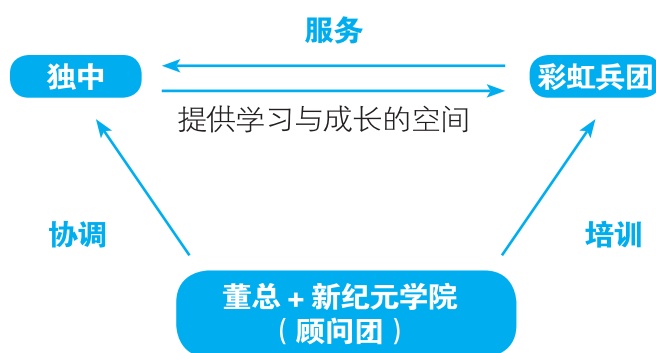 服务
独中
彩虹兵团
提供学习与成长的空间
协调
培训
董总 + 新纪元学院
（ 顾问团 ）